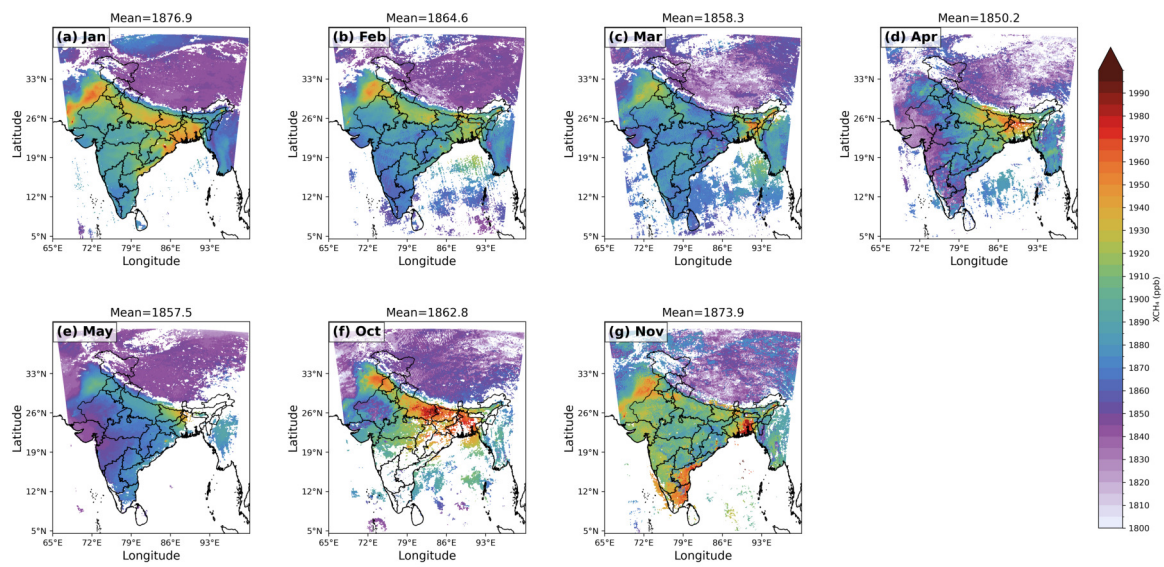 Mean=1876.9
(a) Jan
33°N
26°N
19°N
12°N
5°N
Latitude
65°E 72°E 79°E 86°E 93°E
Longitude
Mean=1864.6
(b) Feb
33°N
26°N
19°N
12°N
5°N
Latitude
65°E 72°E 79°E 86°E 93°E
Longitude
Mean=1858.3
(c) Mar
33°N
26°N
19°N
12°N
5°N
Latitude
65°E 72°E 79°E 86°E 93°E
Longitude
Mean=1850.2
(d) Apr
33°N
26°N
19°N
12°N
5°N
Latitude
65°E 72°E 79°E 86°E 93°E
Longitude
Mean=1857.5
(e) May
33°N
26°N
19°N
12°N
5°N
Latitude
65°E 72°E 79°E 86°E 93°E
Longitude
Mean=1862.8
(f) Oct
33°N
26°N
19°N
12°N
5°N
Latitude
65°E 72°E 79°E 86°E 93°E
Longitude
Mean=1873.9
(g) Nov
33°N
26°N
19°N
12°N
5°N
Latitude
65°E 72°E 79°E 86°E 93°E
Longitude
1990
1980
1970
1960
1950
1940
1930
1920
1910
1900
1890
1880
1870
1860
1850
1840
1830
1820
1810
1800
XCH₄ (ppb)